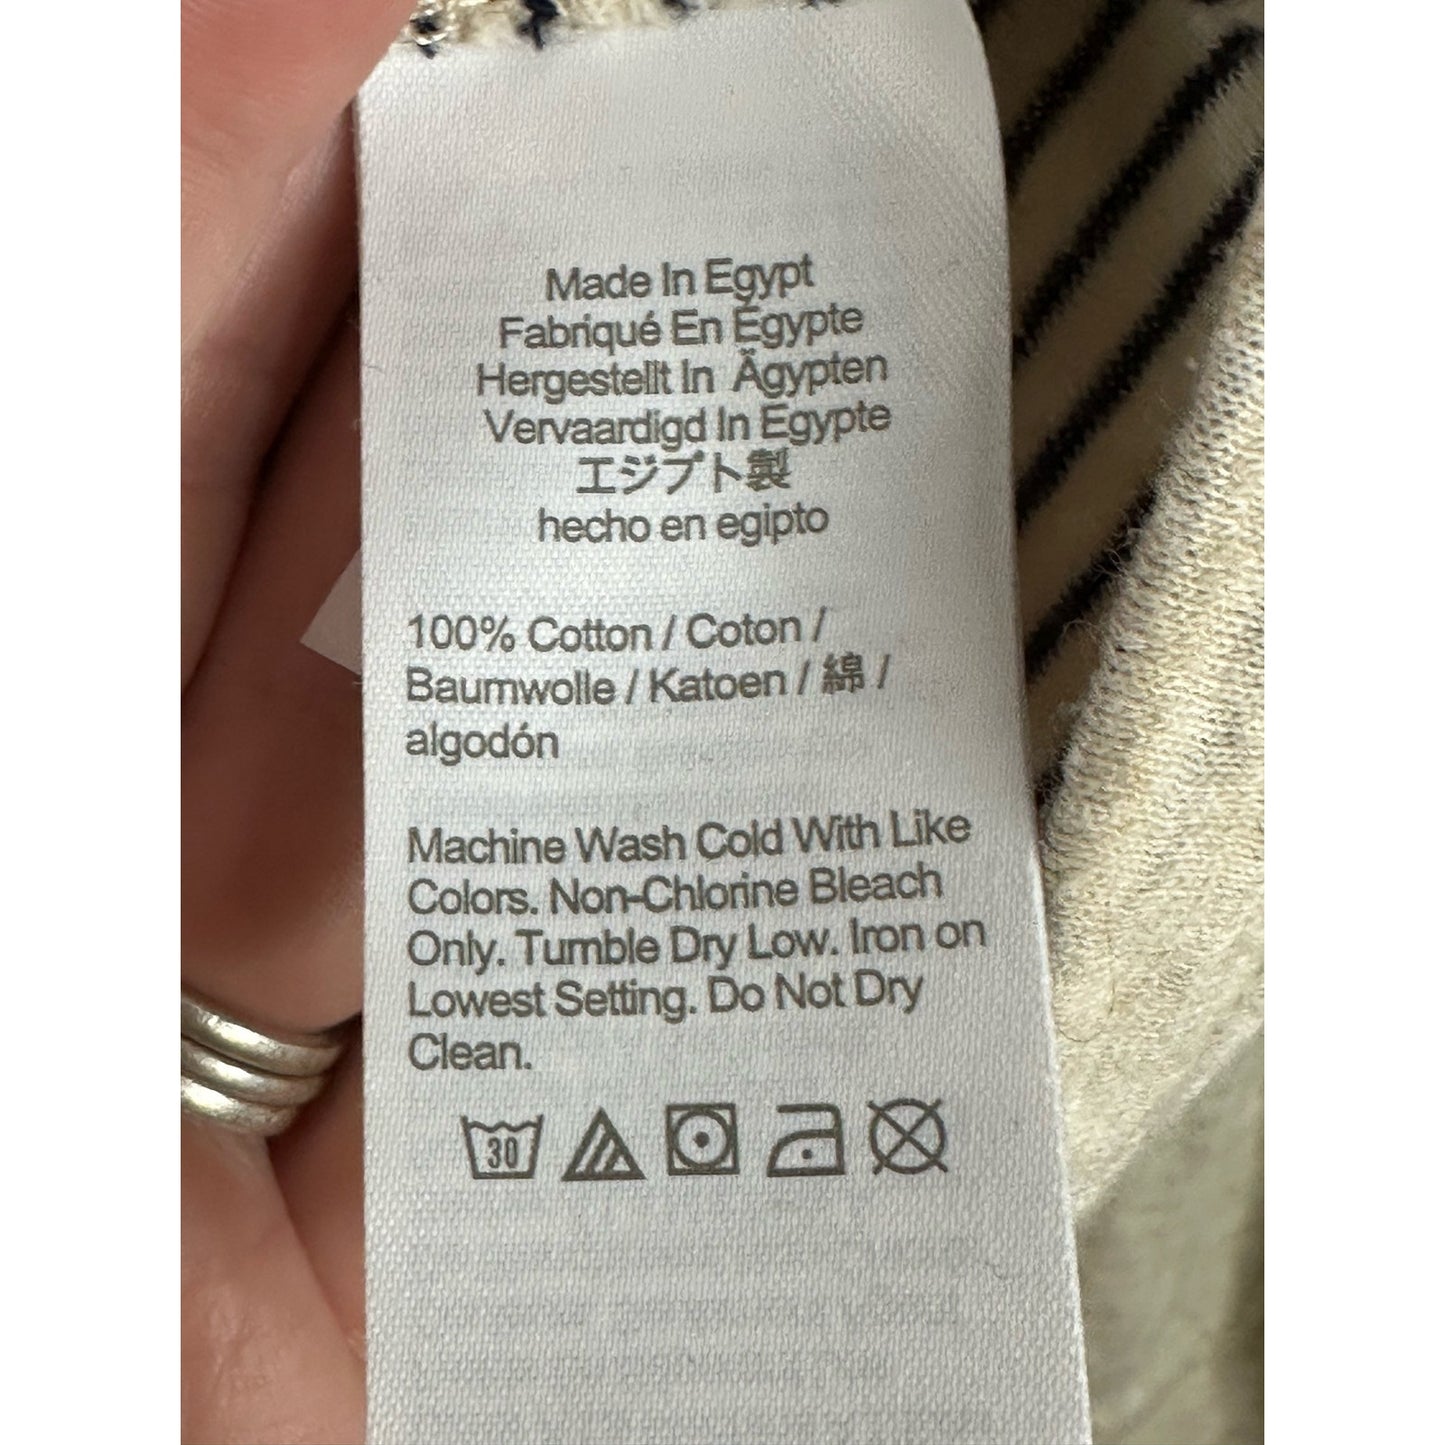 Made In Egypt
Fabriqué En Égypte
Hergestellt In Ägypten
Vervaardigd In Egypte
エジプト製
hecho en egipto
100% Cotton / Coton /
Baumwolle / Katoen / 綿 /
algodón
Machine Wash Cold With Like
Colors. Non-Chlorine Bleach
Only. Tumble Dry Low. Iron on
Lowest Setting. Do Not Dry
Clean.
30